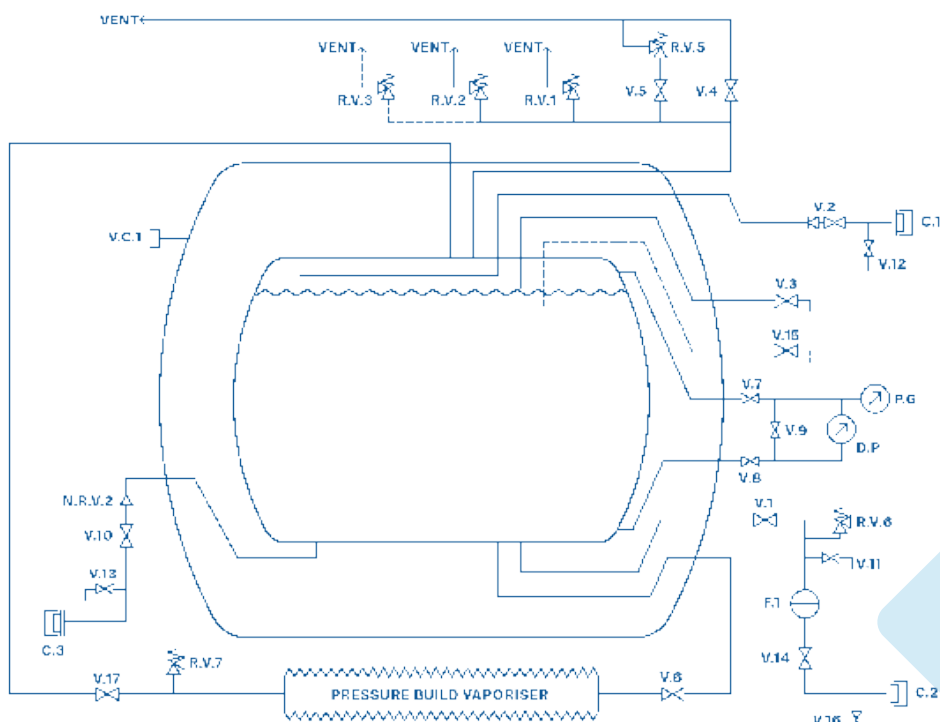 VENT
R.V.5
VENT
VENT
VENT
R.V.3
R.V.2
R.V.1
V.5
V.4
V.2
C.1
V.C.1
V.12
V.3
V.15
V.7
P.G
V.9
D.P
V.8
N.R.V.2
V.1
R.V.6
V.10
V.11
V.13
F.1
C.3
V.14
R.V.7
V.17
PRESSURE BUILD VAPORISER
V.6
C.2
V.16